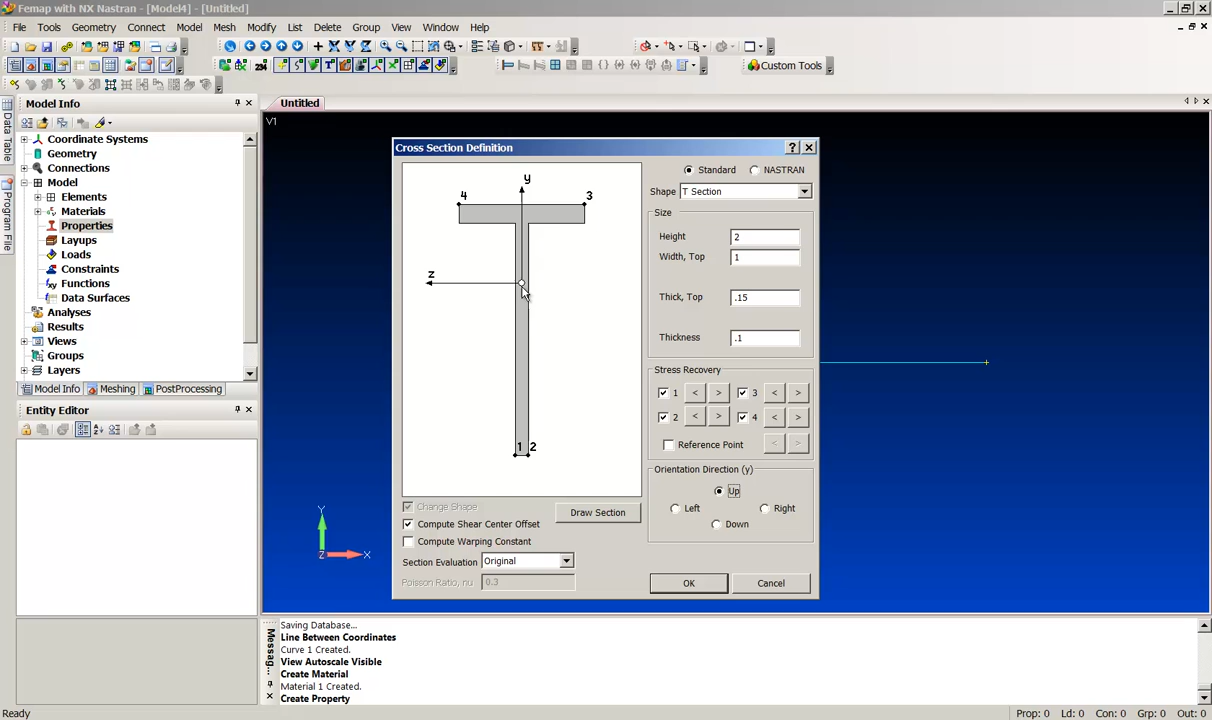 Femap with NX Nastran - [Model4] - [Untitled]
File Tools Geometry Connect Model Mesh Modify List Delete Group View Window Help
Custom Tools
Model Info
Untitled
V1
Data Table
Program File
Coordinate Systems
Geometry
Connections
Model
Elements
Materials
Properties
Layups
Loads
Constraints
Functions
Data Surfaces
Analyses
Results
Views
Groups
Layers
Model Info Meshing PostProcessing
Entity Editor
Cross Section Definition
y
4 3
z
1 2
Standard NASTRAN
Shape T Section
Size
Height 2
Width, Top 1
Thick, Top .15
Thickness .1
Stress Recovery
1 < > 3 < >
2 < > 4 < >
Reference Point < >
Orientation Direction (y)
Up
Left Right
Down
Change Shape
Compute Shear Center Offset
Draw Section
Compute Warping Constant
Section Evaluation Original
Poisson Ratio, nu 0.3
OK Cancel
Y
Z X
Messag...
Saving Database...
Line Between Coordinates
Curve 1 Created.
View Autoscale Visible
Create Material
Material 1 Created.
Create Property
Ready
Prop: 0 Ld: 0 Con: 0 Grp: 0 Out: 0